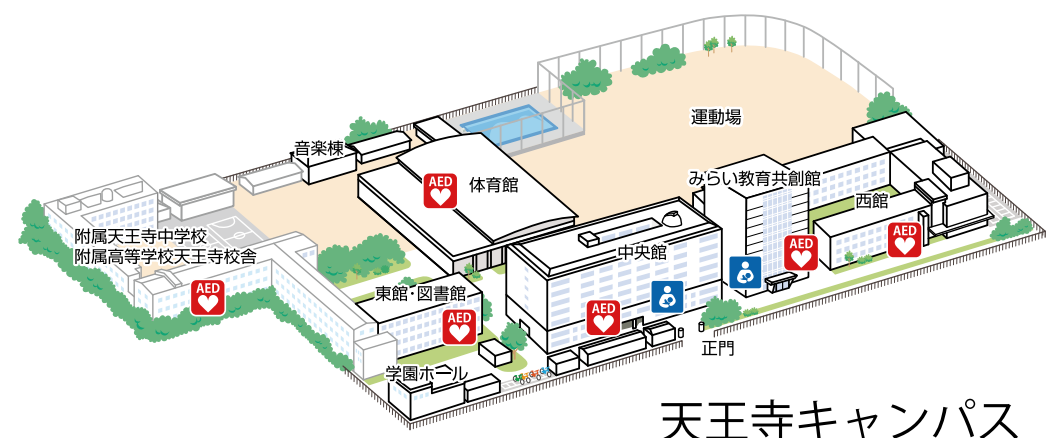 運動場
音楽棟
みらい教育共創館
AED
体育館
西館
附属天王寺中学校
附属高等学校天王寺校舎
AED
AED
中央館
AED
東館・図書館
AED
AED
正門
学園ホール
天王寺キャンパス